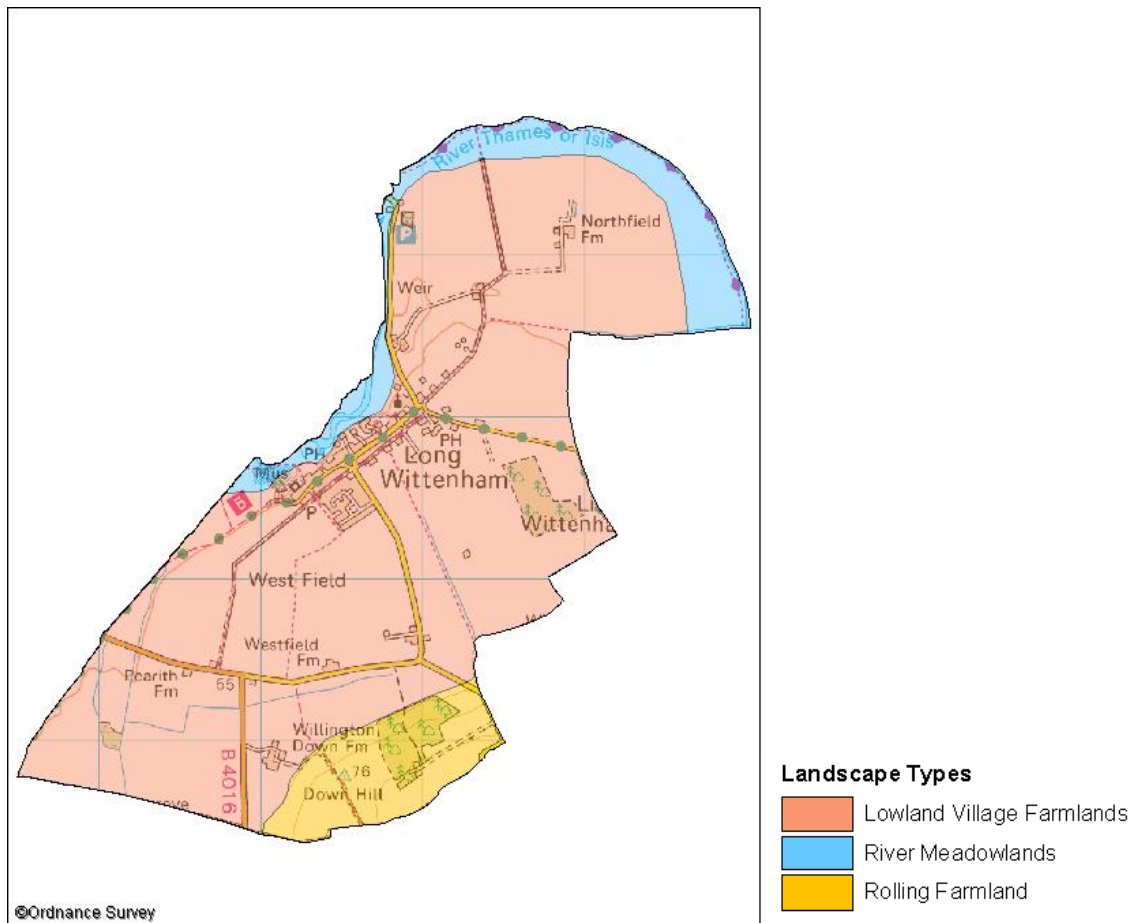 River Thames or Isis
Northfield
Fm
P
Weir
PH
PH
Long
Wittenham
Mus
P
Wittenha
West Field
Westfield
Fm
Fm
55
Willington
Down Fm
76
Down Hill
B4016
Landscape Types
Lowland Village Farmlands
River Meadowlands
Rolling Farmland
©Ordnance Survey